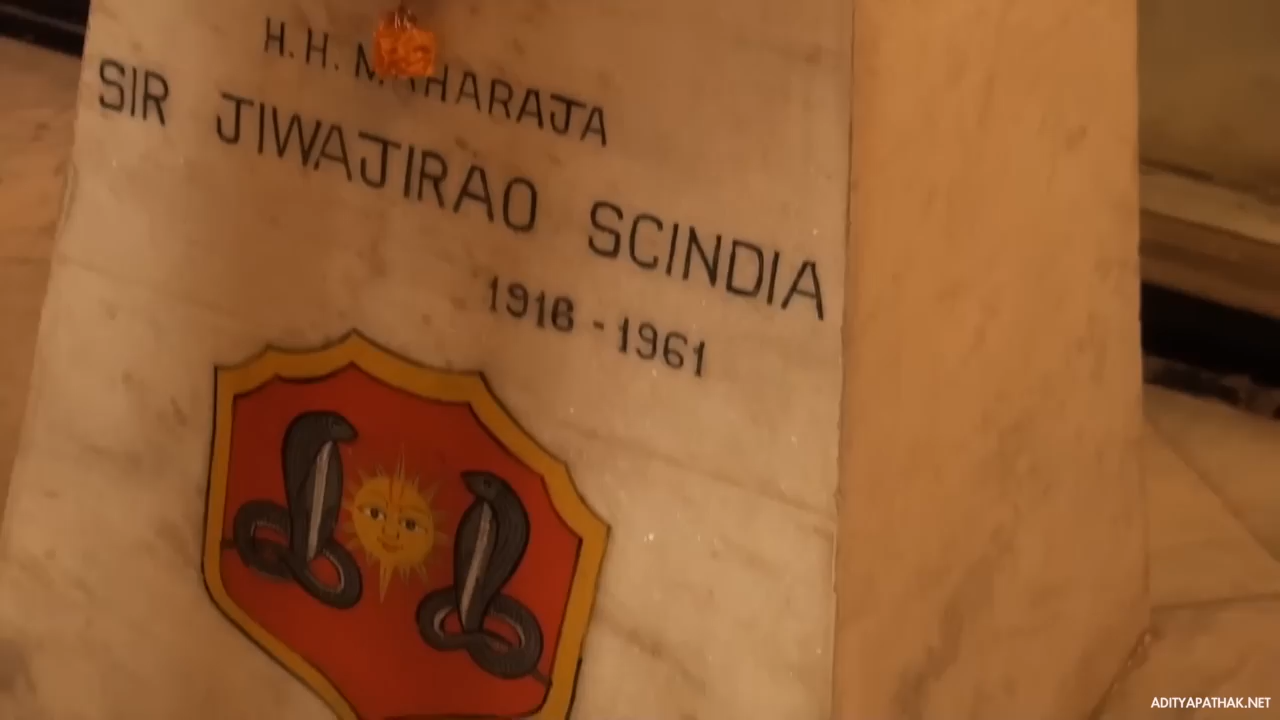 H. H. MAHARAJA
SIR JIWAJIRAO SCINDIA
1916 - 1961
ADITYAPATHAK.NET